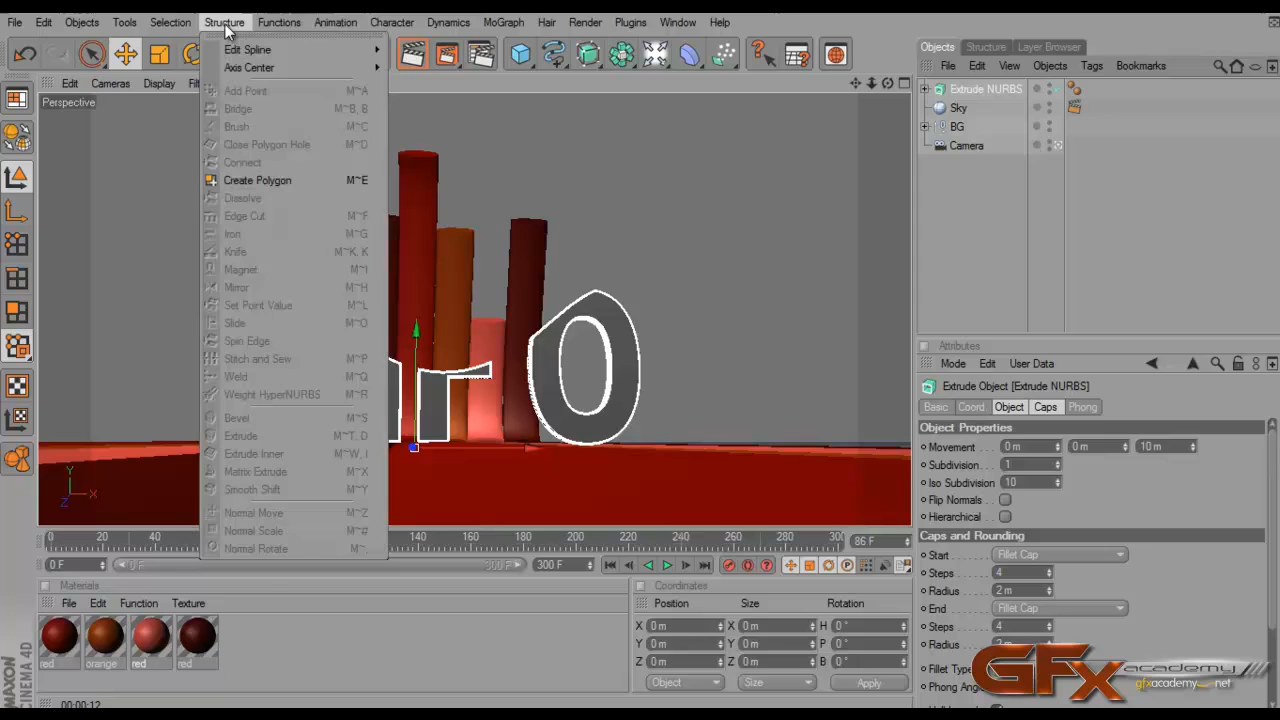 File Edit Objects Tools Selection Structure Functions Animation Character Dynamics MoGraph Hair Render Plugins Window Help
Edit Cameras Display
Perspective
Edit Spline
Axis Center
Add Point M~A
Bridge M~B, B
Brush M~C
Close Polygon Hole M~D
Connect
Create Polygon M~E
Dissolve
Edge Cut M~F
Iron M~G
Knife M~K, K
Magnet M~I
Mirror M~H
Set Point Value M~L
Slide M~O
Spin Edge
Stitch and Sew M~P
Weld M~Q
Weight HyperNURBS M~R
Bevel M~S
Extrude M~T, D
Extrude Inner M~W, I
Matrix Extrude M~X
Smooth Shift M~Y
Normal Move M~Z
Normal Scale M~#
Normal Rotate M~,
Objects Structure Layer Browser
File Edit View Objects Tags Bookmarks
Extrude NURBS
Sky
BG
Camera
Attributes
Mode Edit User Data
Extrude Object [Extrude NURBS]
Basic Coord. Object Caps Phong
Object Properties
Movement 0 m 0 m 10 m
Subdivision 1
Iso Subdivision 10
Flip Normals
Hierarchical
Caps and Rounding
Start Fillet Cap
Steps 4
Radius 2 m
End Fillet Cap
Steps 4
Radius 2 m
Fillet Type
Phong Angle
Y
X
Z
r O
0 20 40 140 160 180 200 220 240 260 280 300
86 F
0 F 0 F 300 F 300 F
Materials
File Edit Function Texture
red orange red red
Coordinates
Position Size Rotation
X 0 m X 0 m H 0 °
Y 0 m Y 0 m P 0 °
Z 0 m Z 0 m B 0 °
Object Size Apply
MAXON
CINEMA 4D
00:00:12
GFx academy
gfxacademy.net